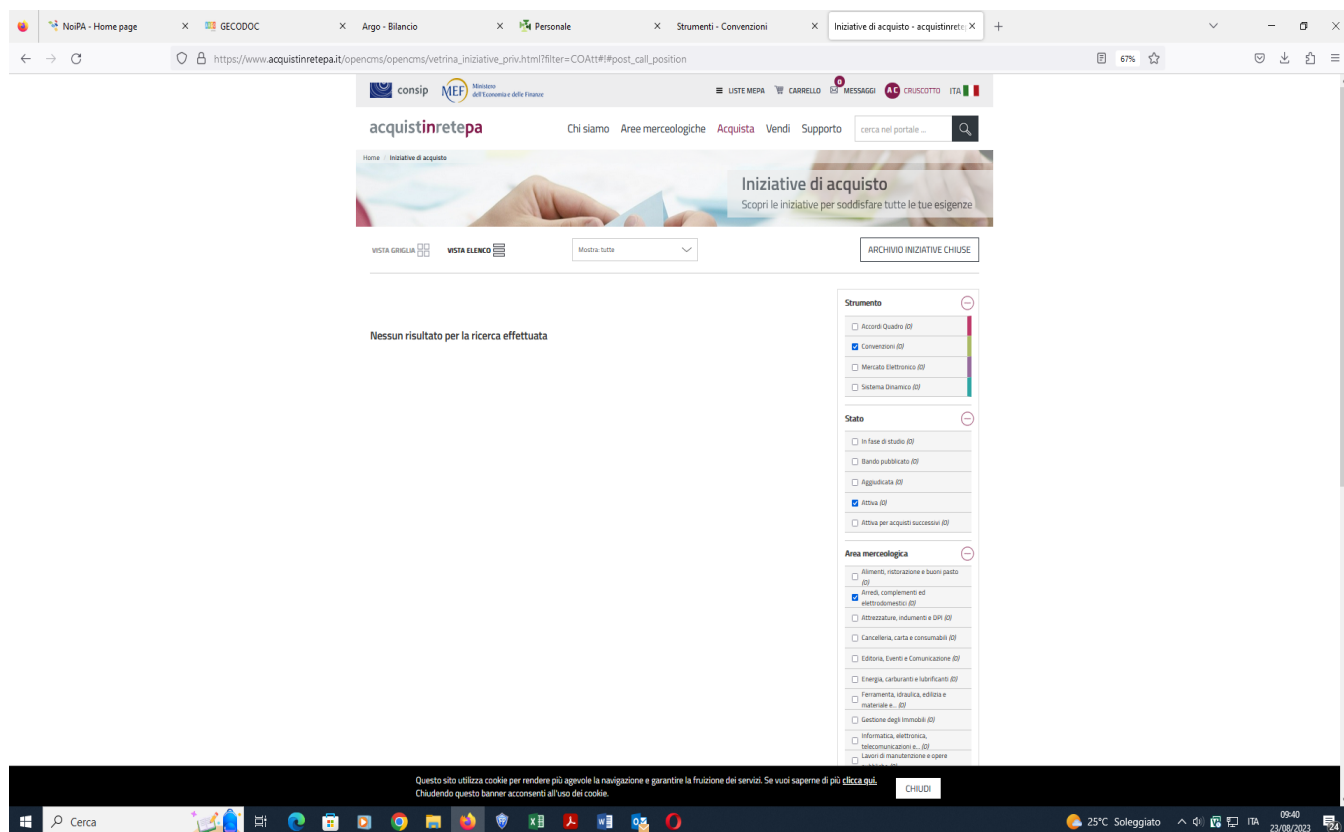 NoiPA - Home page
GECODOC
Argo - Bilancio
Personale
Strumenti - Convenzioni
Iniziative di acquisto - acquistinrete
https://www.acquistinretepa.it/opencms/opencms/vetrina_iniziative_priv.html?filter=COAtt#!#post_call_position
67%
consip
MEF
Ministero
dell'Economia e delle Finanze
LISTE MEPA
CARRELLO
0
MESSAGGI
AC
CRUSCOTTO
ITA
acquistinretepa
Chi siamo
Aree merceologiche
Acquista
Vendi
Supporto
cerca nel portale ...
Home / Iniziative di acquisto
Iniziative di acquisto
Scopri le iniziative per soddisfare tutte le tue esigenze
VISTA GRIGLIA
VISTA ELENCO
Mostra: tutte
ARCHIVIO INIZIATIVE CHIUSE
Nessun risultato per la ricerca effettuata
Strumento
Accordi Quadro (0)
Convenzioni (0)
Mercato Elettronico (0)
Sistema Dinamico (0)
Stato
In fase di studio (0)
Bando pubblicato (0)
Aggiudicata (0)
Attiva (0)
Attiva per acquisti successivi (0)
Area merceologica
Alimenti, ristorazione e buoni pasto
(0)
Arredi, complementi ed
elettrodomestici (0)
Attrezzature, indumenti e DPI (0)
Cancelleria, carta e consumabili (0)
Editoria, Eventi e Comunicazione (0)
Energia, carburanti e lubrificanti (0)
Ferramenta, idraulica, edilizia e
materiale e... (0)
Gestione degli Immobili (0)
Informatica, elettronica,
telecomunicazioni e... (0)
Lavori di manutenzione e opere
Questo sito utilizza cookie per rendere più agevole la navigazione e garantire la fruizione dei servizi. Se vuoi saperne di più clicca qui.
Chiudendo questo banner acconsenti all'uso dei cookie.
CHIUDI
Cerca
25°C Soleggiato
ITA
09:40
23/08/2023
24